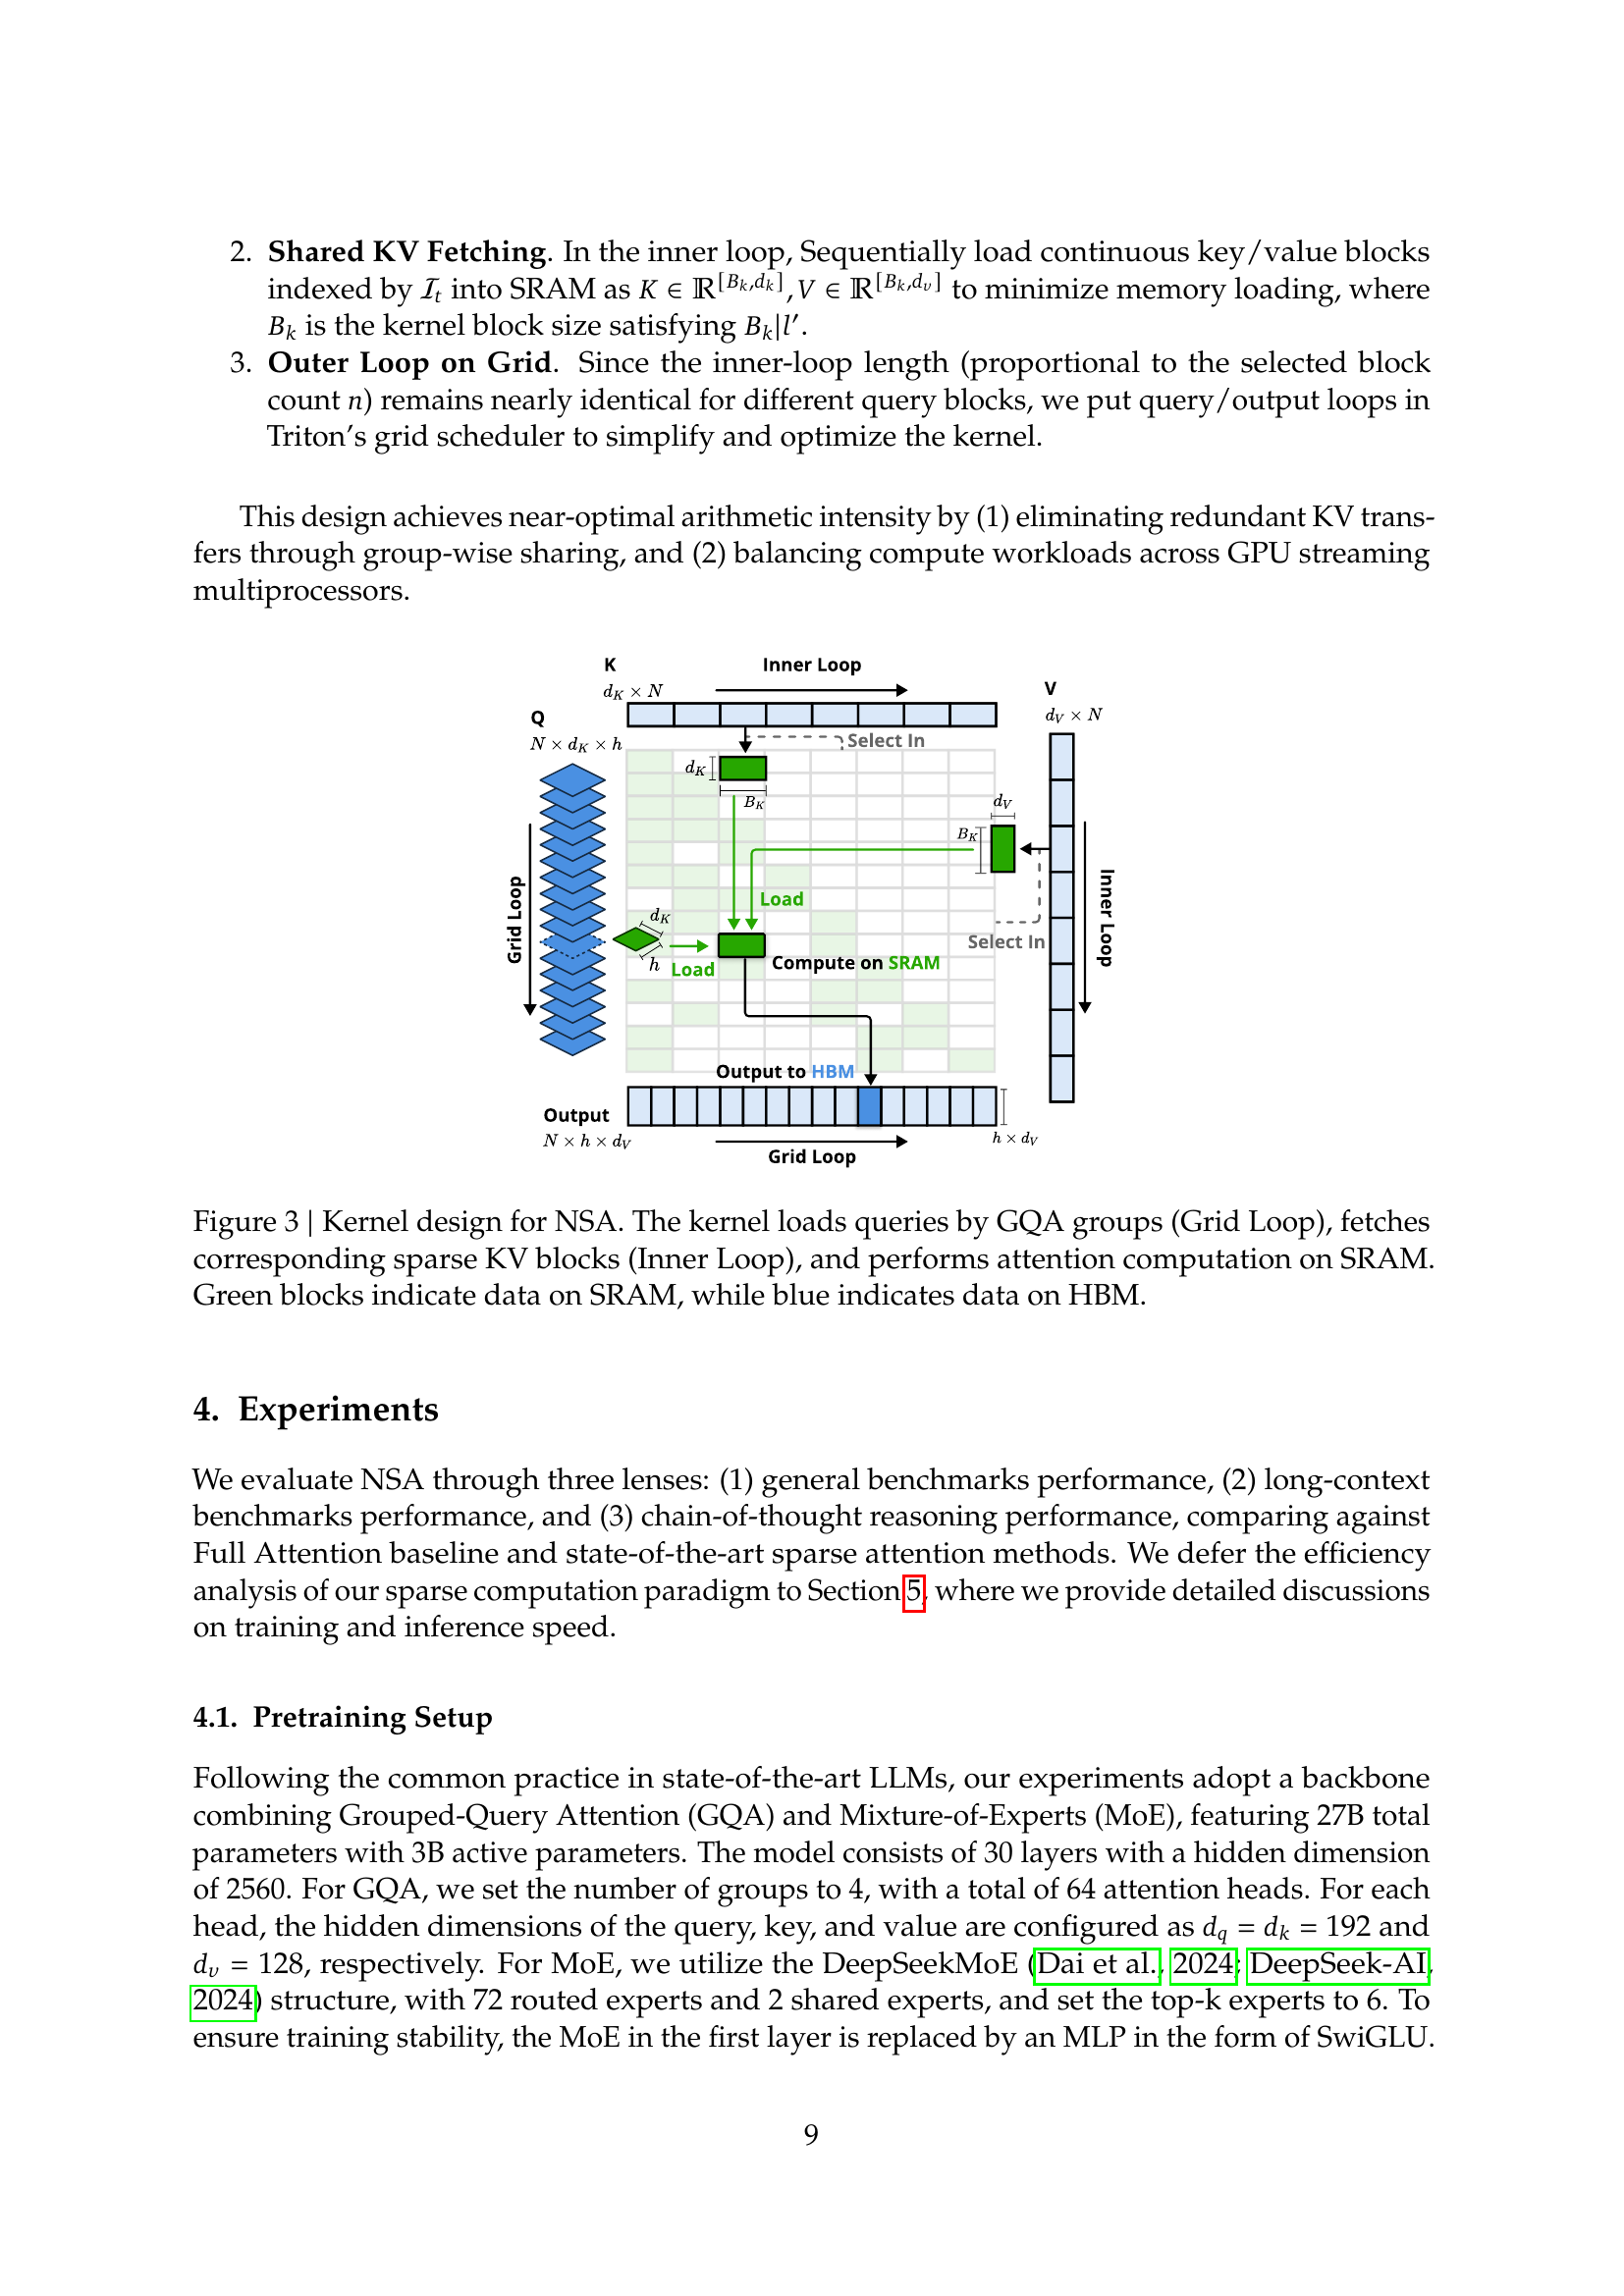 2. Shared KV Fetching. In the inner loop, Sequentially load continuous key/value blocks
indexed by 𝓘ₜ into SRAM as K ∈ ℝ^[B_k,d_k], V ∈ ℝ^[B_k,d_v] to minimize memory loading, where
B_k is the kernel block size satisfying B_k|l′.
3. Outer Loop on Grid. Since the inner-loop length (proportional to the selected block
count n) remains nearly identical for different query blocks, we put query/output loops in
Triton's grid scheduler to simplify and optimize the kernel.
This design achieves near-optimal arithmetic intensity by (1) eliminating redundant KV trans-
fers through group-wise sharing, and (2) balancing compute workloads across GPU streaming
multiprocessors.
K
Inner Loop
d_K × N
V
d_V × N
Q
N × d_K × h
Select In
d_K
B_K
d_V
B_K
Load
Grid Loop
Inner Loop
d_K
h
Load
Select In
Compute on SRAM
Output to HBM
Output
N × h × d_V
h × d_V
Grid Loop
Figure 3 | Kernel design for NSA. The kernel loads queries by GQA groups (Grid Loop), fetches
corresponding sparse KV blocks (Inner Loop), and performs attention computation on SRAM.
Green blocks indicate data on SRAM, while blue indicates data on HBM.
4. Experiments
We evaluate NSA through three lenses: (1) general benchmarks performance, (2) long-context
benchmarks performance, and (3) chain-of-thought reasoning performance, comparing against
Full Attention baseline and state-of-the-art sparse attention methods. We defer the efficiency
analysis of our sparse computation paradigm to Section 5, where we provide detailed discussions
on training and inference speed.
4.1. Pretraining Setup
Following the common practice in state-of-the-art LLMs, our experiments adopt a backbone
combining Grouped-Query Attention (GQA) and Mixture-of-Experts (MoE), featuring 27B total
parameters with 3B active parameters. The model consists of 30 layers with a hidden dimension
of 2560. For GQA, we set the number of groups to 4, with a total of 64 attention heads. For each
head, the hidden dimensions of the query, key, and value are configured as d_q = d_k = 192 and
d_v = 128, respectively. For MoE, we utilize the DeepSeekMoE (Dai et al., 2024; DeepSeek-AI,
2024) structure, with 72 routed experts and 2 shared experts, and set the top-k experts to 6. To
ensure training stability, the MoE in the first layer is replaced by an MLP in the form of SwiGLU.
9